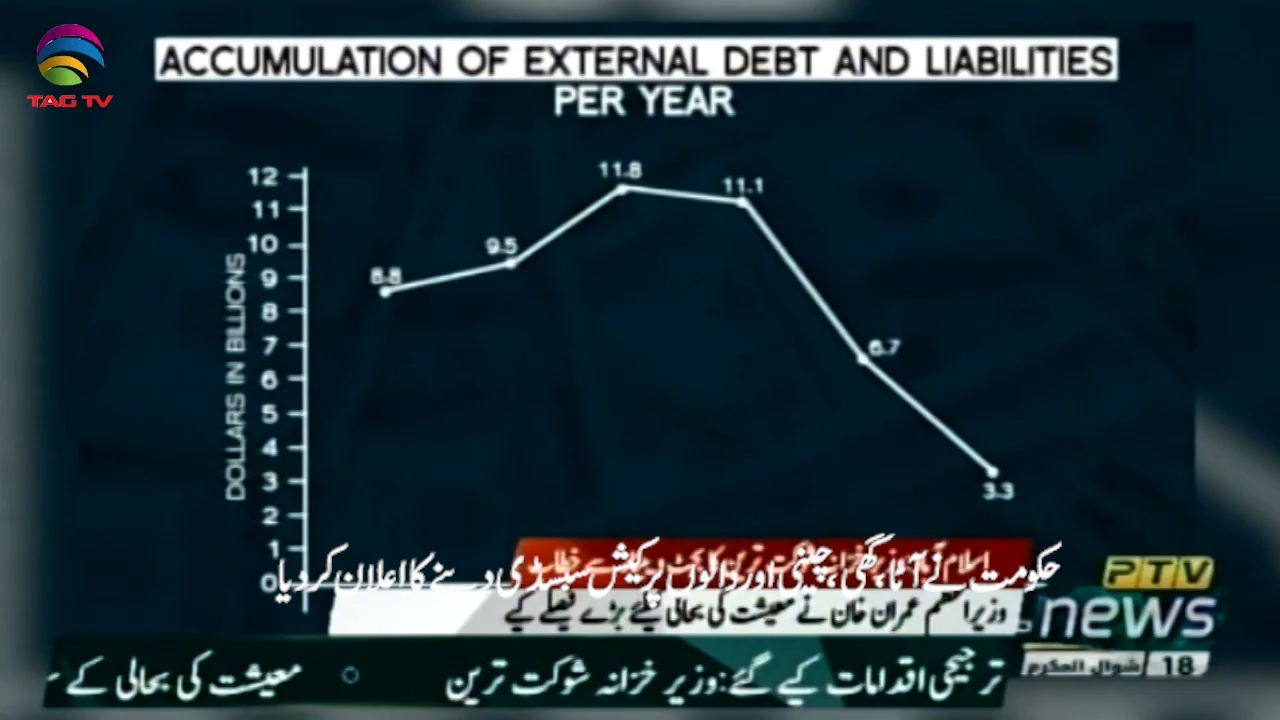 TAG TV
ACCUMULATION OF EXTERNAL DEBT AND LIABILITIES
PER YEAR
DOLLARS IN BILLIONS
12
11
10
9
8
7
6
5
4
3
2
1
0
8.8
9.5
11.8
11.1
6.7
3.3
حکومت نے آٹا، گھی، چینی اور دالوں پر کیش سبسڈی دینے کا اعلان کر دیا
وزیراعظم عمران خان نے معیشت کی بحالی کیلئے بڑے فیصلے کیے
PTV
news
18 شوال المکرم
ترجیحی اقدامات کیے گئے:وزیر خزانہ شوکت ترین ○ معیشت کی بحالی کے